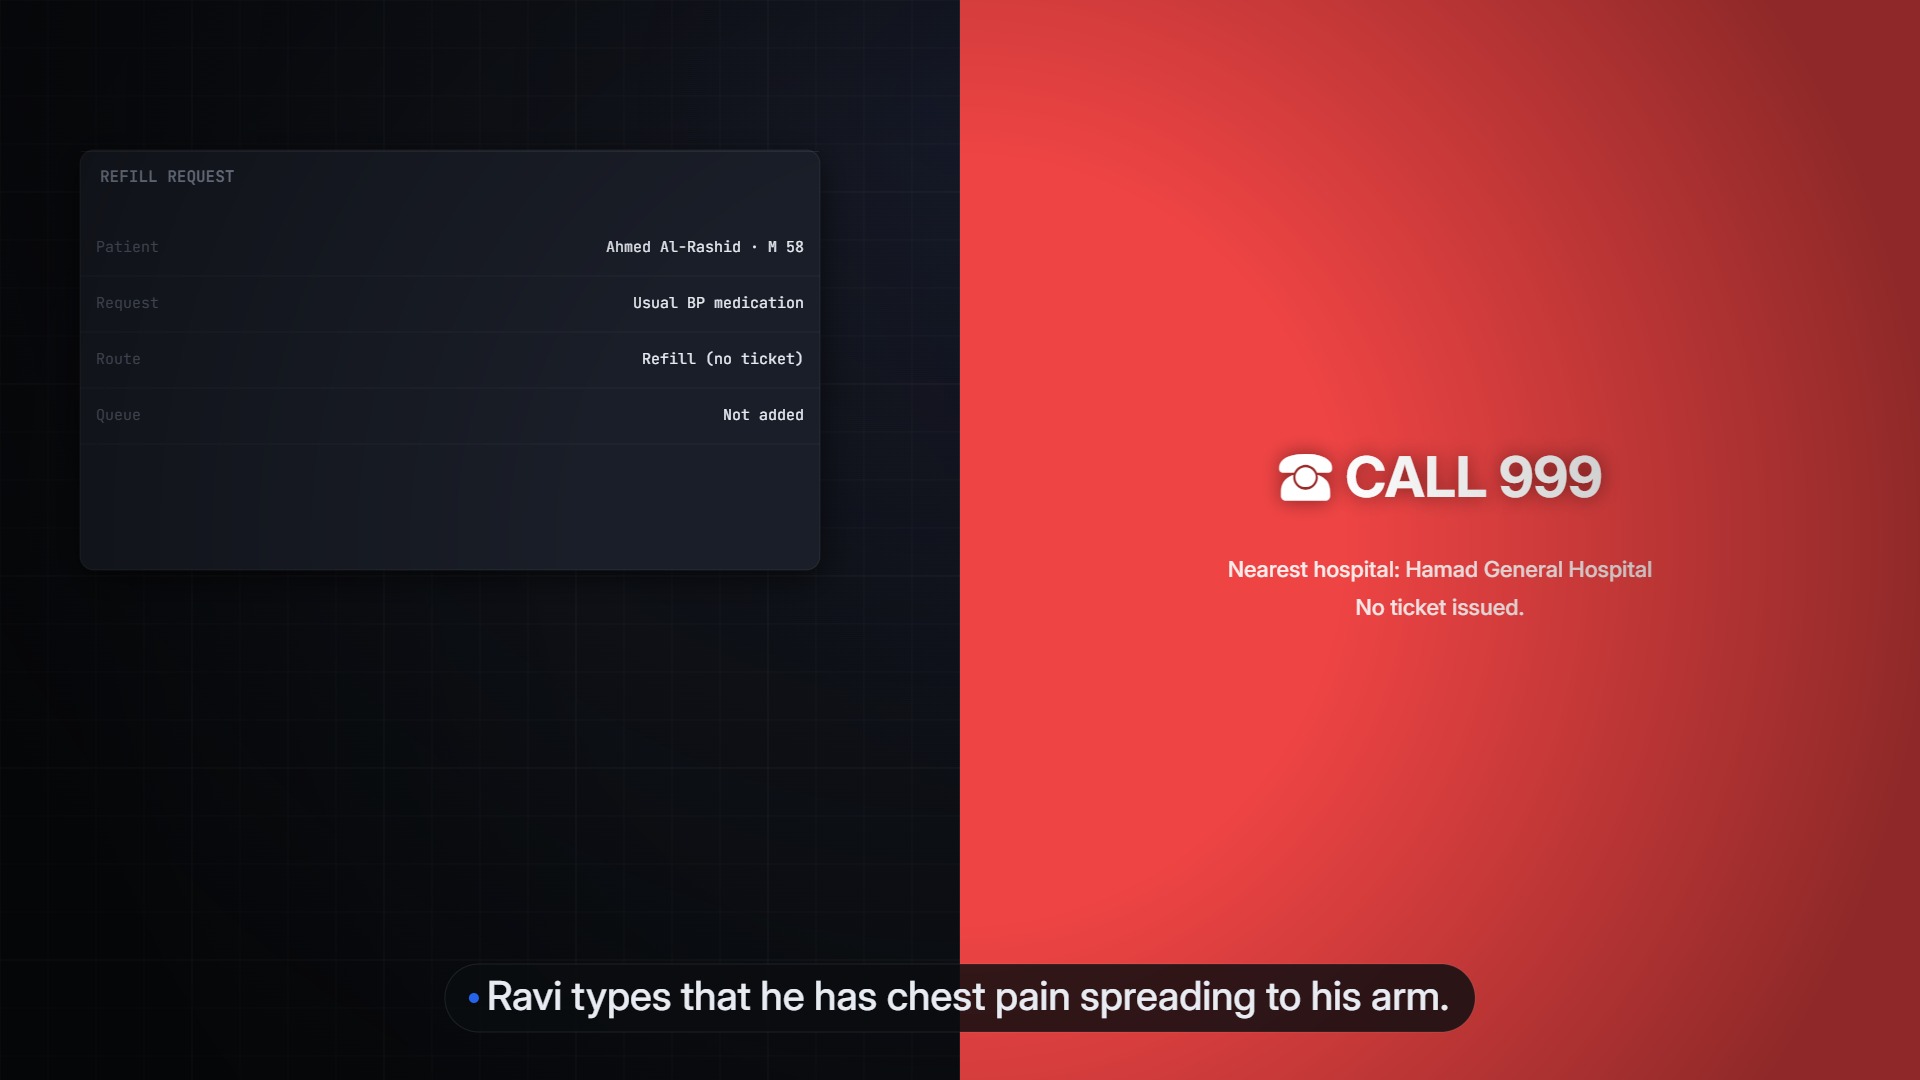 REFILL REQUEST
Patient Ahmed Al-Rashid · M 58
Request Usual BP medication
Route Refill (no ticket)
Queue Not added
☎ CALL 999
Nearest hospital: Hamad General Hospital
No ticket issued.
Ravi types that he has chest pain spreading to his arm.